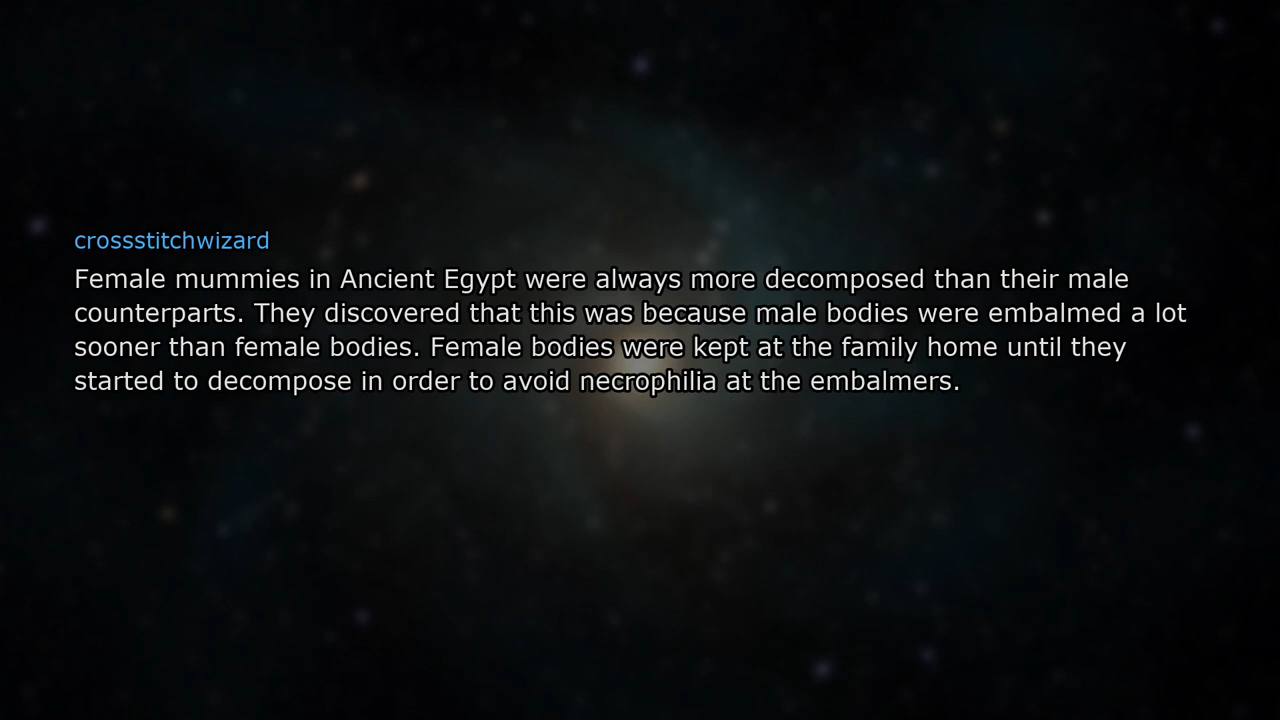 crossstitchwizard
Female mummies in Ancient Egypt were always more decomposed than their male
counterparts. They discovered that this was because male bodies were embalmed a lot
sooner than female bodies. Female bodies were kept at the family home until they
started to decompose in order to avoid necrophilia at the embalmers.